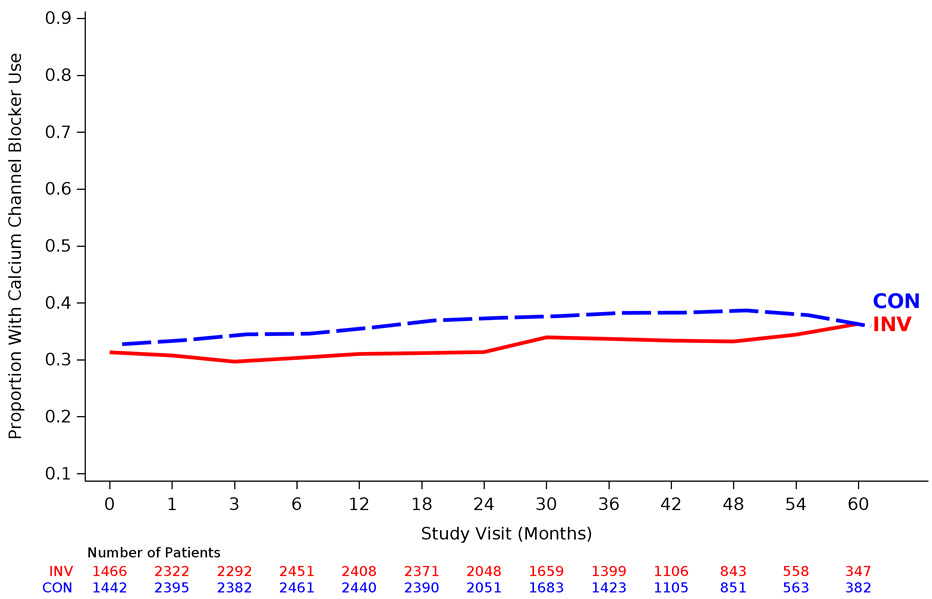 Proportion With Calcium Channel Blocker Use
0.9
0.8
0.7
0.6
0.5
0.4
0.3
0.2
0.1
CON
INV
0 1 3 6 12 18 24 30 36 42 48 54 60
Study Visit (Months)
Number of Patients
INV 1466 2322 2292 2451 2408 2371 2048 1659 1399 1106 843 558 347
CON 1442 2395 2382 2461 2440 2390 2051 1683 1423 1105 851 563 382